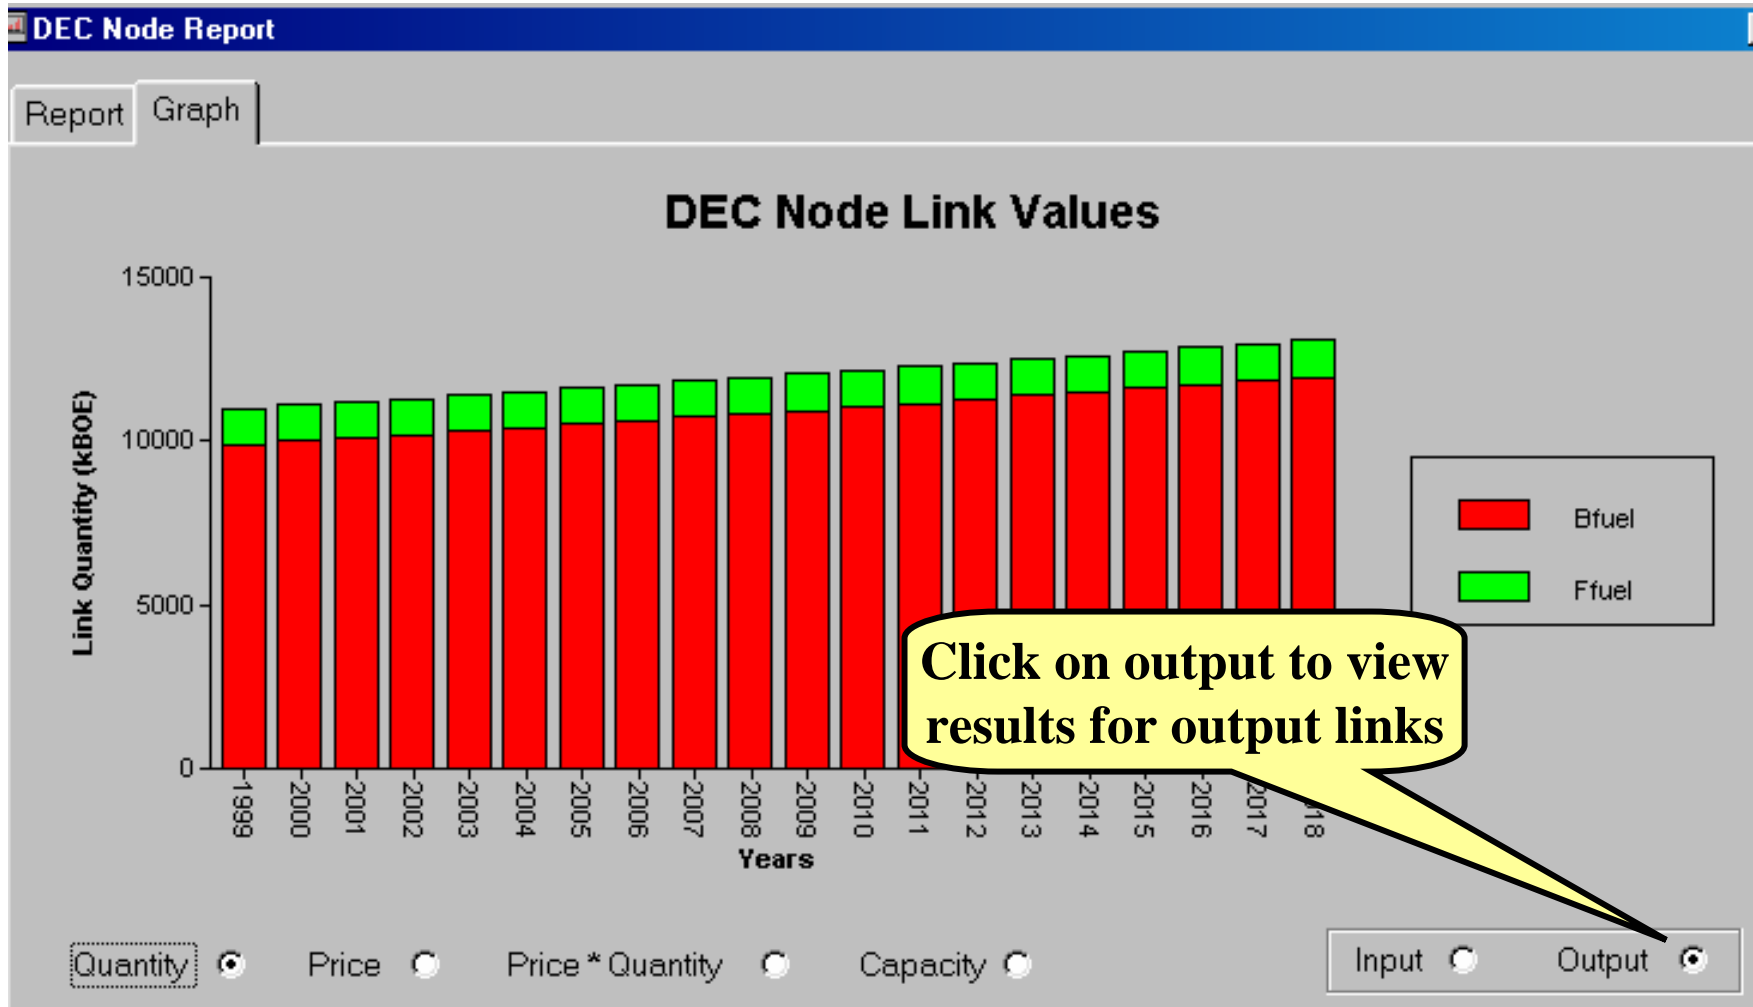 DEC Node Report
Report Graph
DEC Node Link Values
15000
10000
5000
0
Link Quantity (kBOE)
1999 2000 2001 2002 2003 2004 2005 2006 2007 2008 2009 2010 2011 2012 2013 2014 2015 2016 2017 018
Years
Bfuel
Ffuel
Click on output to view
results for output links
Quantity Price Price * Quantity Capacity Input Output